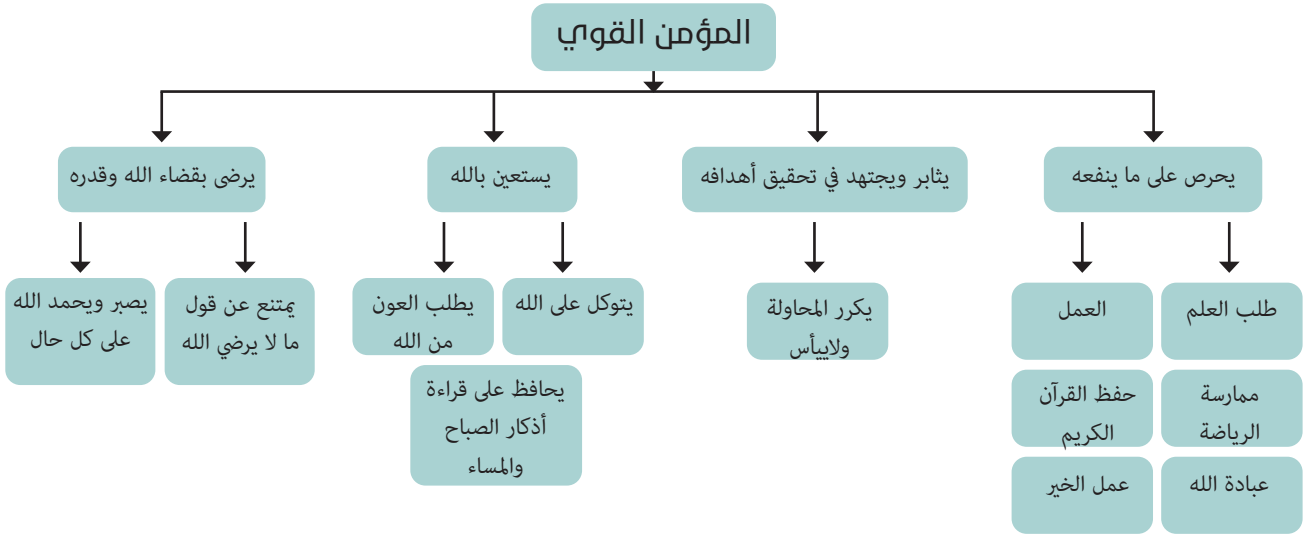 المؤمن القوي
يحرص على ما ينفعه
يثابر ويجتهد في تحقيق أهدافه
يستعين بالله
يرضى بقضاء الله وقدره
طلب العلم
العمل
ممارسة
الرياضة
حفظ القرآن
الكريم
عبادة الله
عمل الخير
يكرر المحاولة
ولاييأس
يتوكل على الله
يطلب العون
من الله
يحافظ على قراءة
أذكار الصباح
والمساء
يمتنع عن قول
ما لا يرضي الله
يصبر ويحمد الله
على كل حال